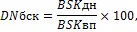 DNбск = BSKдн / BSKвп × 100,